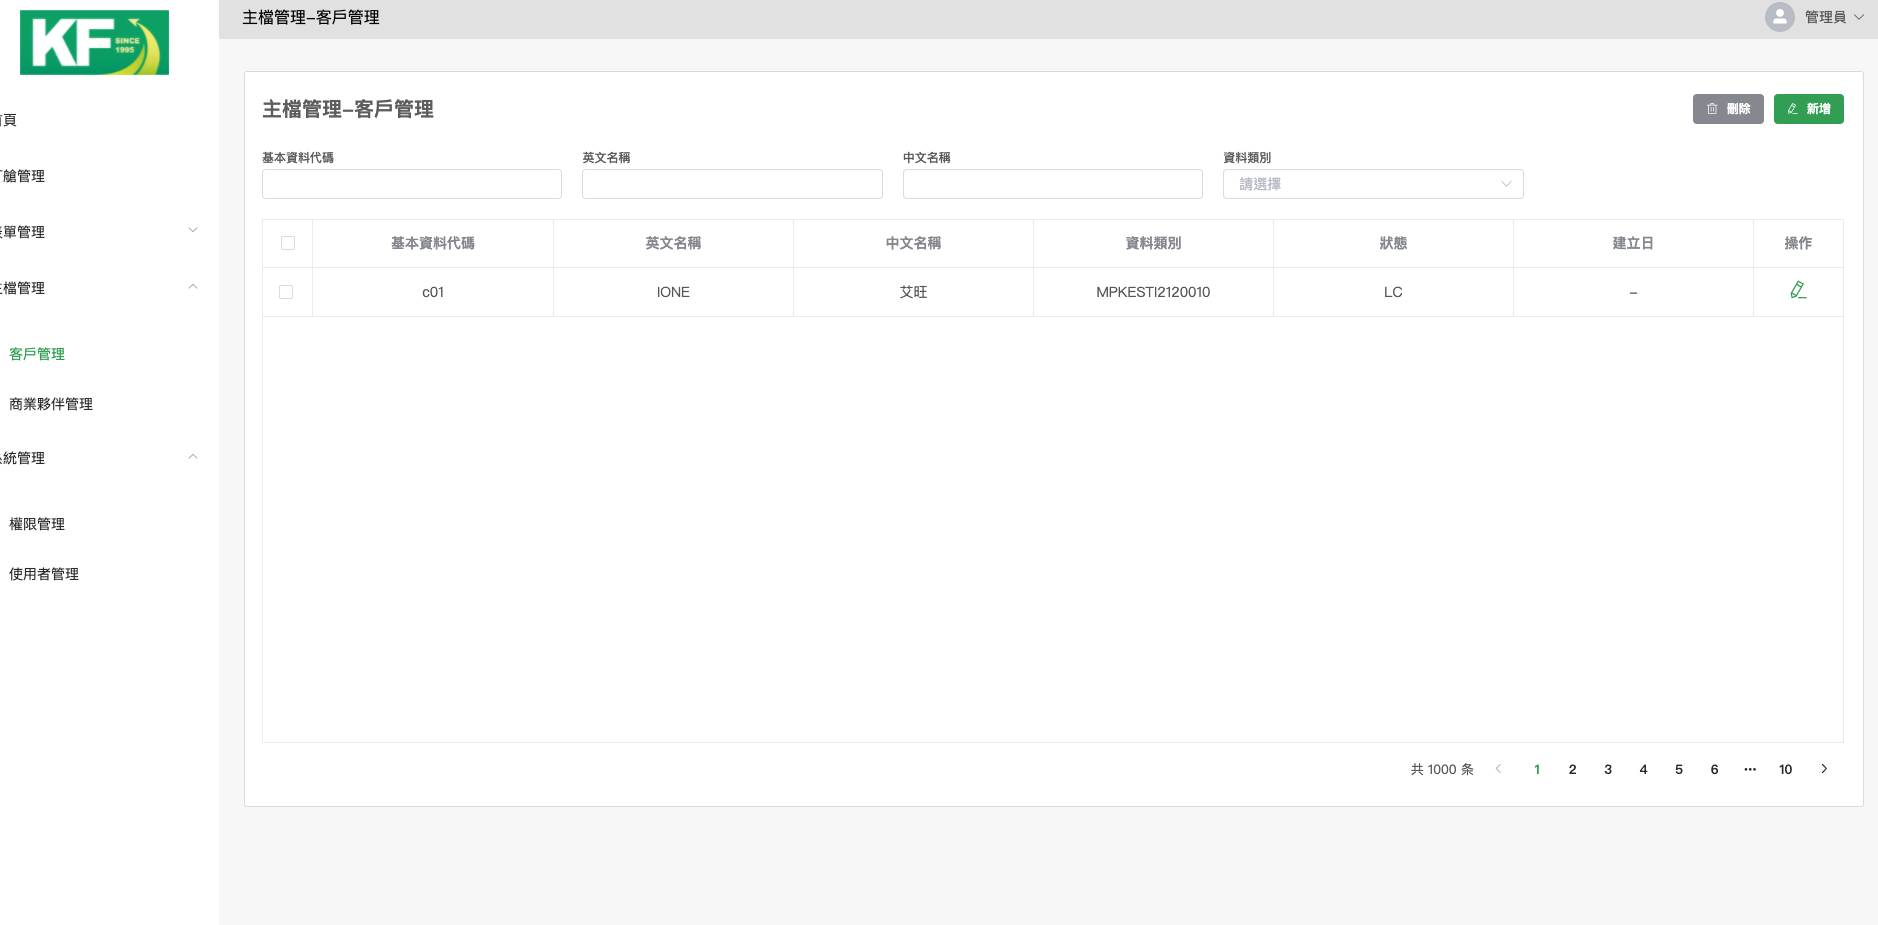 KF SINCE 1995
主檔管理–客戶管理
管理員
頁
艙管理
單管理
檔管理
客戶管理
商業夥伴管理
統管理
權限管理
使用者管理
主檔管理–客戶管理
刪除
新增
基本資料代碼 英文名稱 中文名稱 資料類別
請選擇
基本資料代碼 英文名稱 中文名稱 資料類別 狀態 建立日 操作
c01 IONE 艾旺 MPKESTI2120010 LC –
共 1000 条 1 2 3 4 5 6 ··· 10